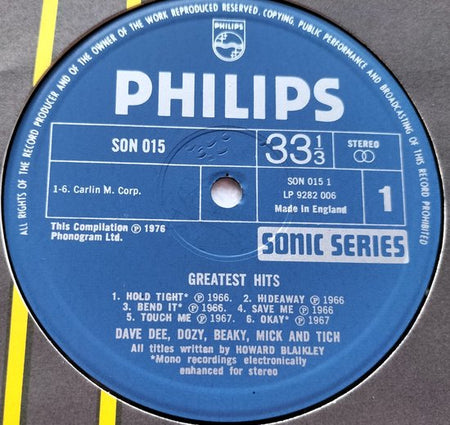 ALL RIGHTS OF THE RECORD PRODUCER AND OF THE OWNER OF THE WORK REPRODUCED RESERVED. COPYING, PUBLIC PERFORMANCE AND BROADCASTING OF THIS RECORD PROHIBITED
PHILIPS
PHILIPS
SON 015
33 1/3
STEREO
1-6. Carlin M. Corp.
SON 015 1
LP 9282 006
Made in England
1
This Compilation ℗ 1976
Phonogram Ltd.
SONIC SERIES
GREATEST HITS
1. HOLD TIGHT* ℗ 1966. 2. HIDEAWAY ℗ 1966
3. BEND IT* ℗ 1966. 4. SAVE ME ℗ 1966
5. TOUCH ME ℗ 1967. 6. OKAY* ℗ 1967
DAVE DEE, DOZY, BEAKY, MICK AND TICH
All titles written by HOWARD BLAIKLEY
*Mono recordings electronically
enhanced for stereo